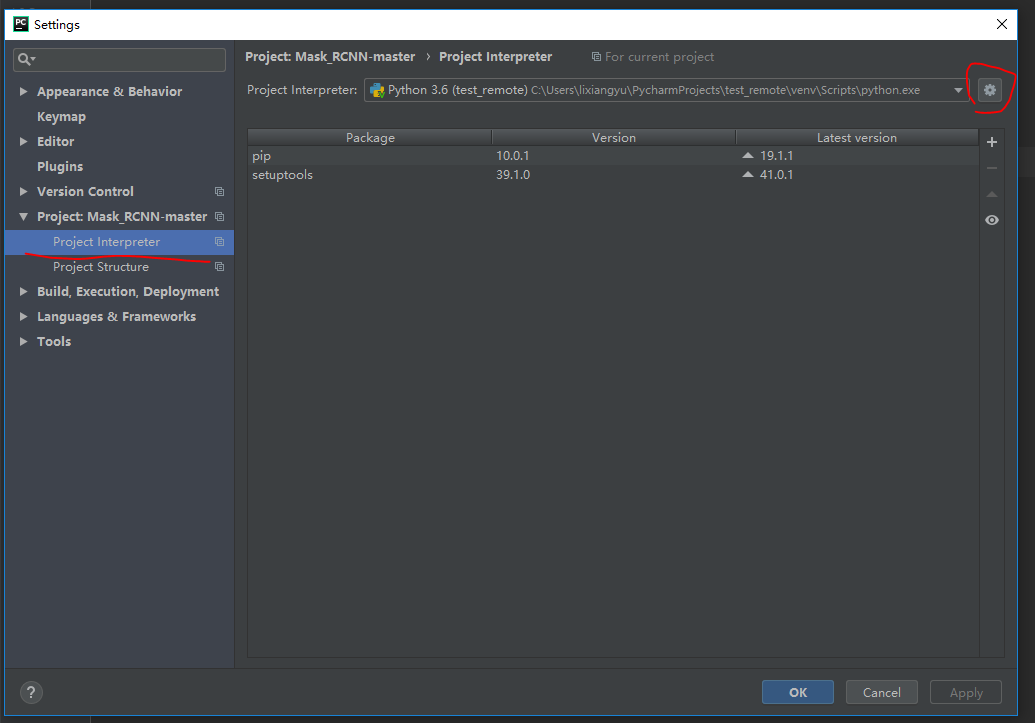 PC Settings
Project: Mask_RCNN-master › Project Interpreter For current project
Project Interpreter: Python 3.6 (test_remote) C:\Users\lixiangyu\PycharmProjects\test_remote\venv\Scripts\python.exe
Appearance & Behavior
Keymap
Editor
Plugins
Version Control
Project: Mask_RCNN-master
Project Interpreter
Project Structure
Build, Execution, Deployment
Languages & Frameworks
Tools
Package Version Latest version
pip 10.0.1 19.1.1
setuptools 39.1.0 41.0.1
? OK Cancel Apply